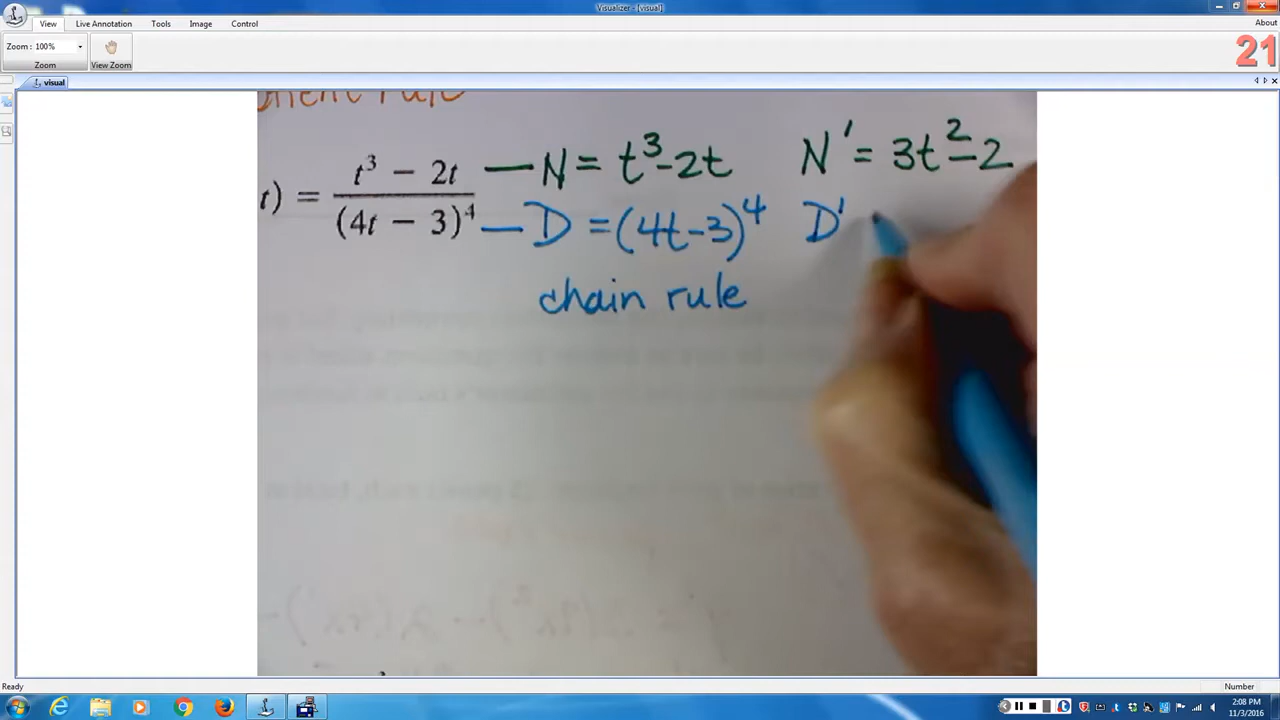 Visualizer - [visual]
View Live Annotation Tools Image Control
About
Zoom : 100%
View Zoom
Zoom
21
visual
t) = t³ − 2t / (4t − 3)⁴
— N = t³-2t N' = 3t²-2
— D = (4t-3)⁴ D'
chain rule
Ready
Number
2:08 PM
11/3/2016